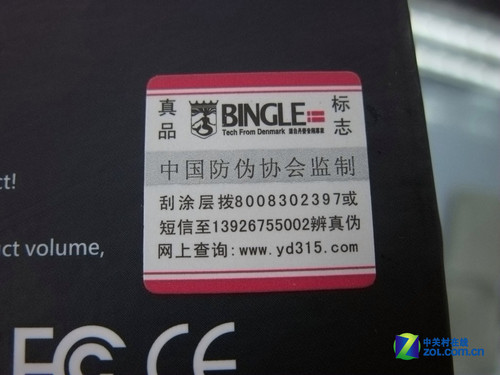 真品
BINGLE
标志
Tech From Denmark
中国防伪协会监制
刮涂层拨8008302397或
短信至13926755002辨真伪
网上查询:www.yd315.com
ct!
ct volume,
FC CE
中关村在线
ZOL.COM.CN